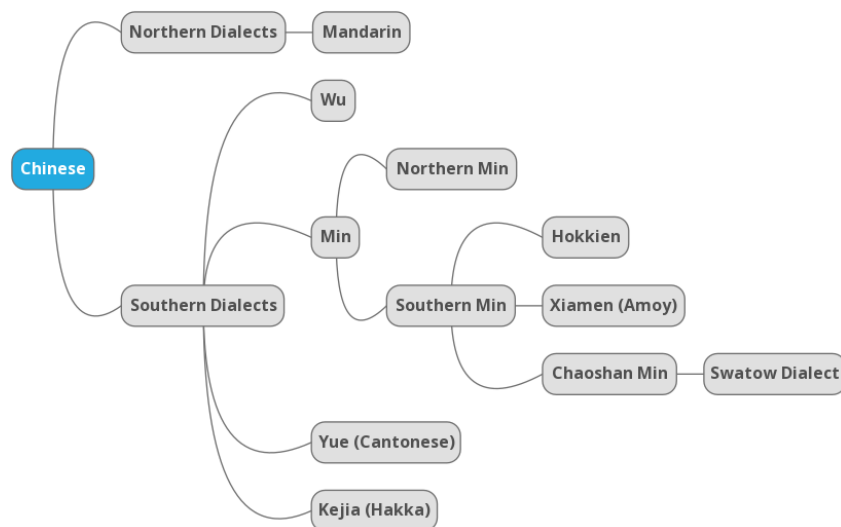 Northern Dialects
Mandarin
Wu
Chinese
Northern Min
Min
Hokkien
Southern Dialects
Southern Min
Xiamen (Amoy)
Chaoshan Min
Swatow Dialect
Yue (Cantonese)
Kejia (Hakka)